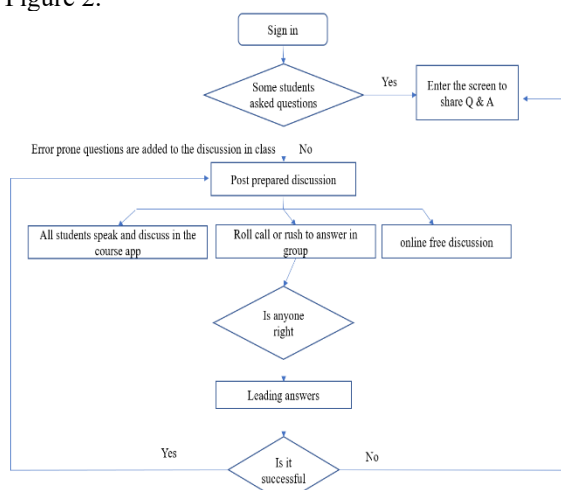 Figure 2.
Sign in
Some students
asked questions
Yes
Enter the screen to
share Q & A
Error prone questions are added to the discussion in class
No
Post prepared discussion
All students speak and discuss in the
course app
Roll call or rush to answer in
group
online free discussion
Is anyone
right
Leading answers
Yes
Is it
successful
No